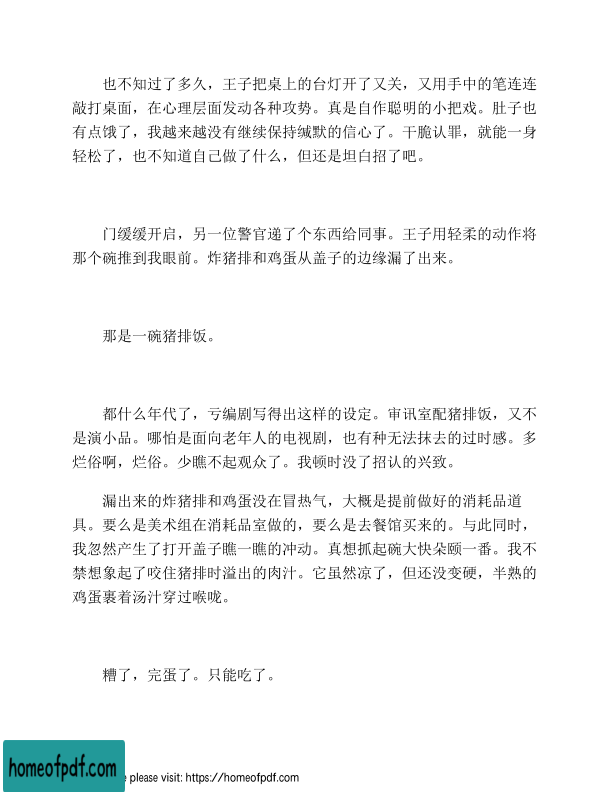 也不知过了多久，王子把桌上的台灯开了又关，又用手中的笔连连
敲打桌面，在心理层面发动各种攻势。真是自作聪明的小把戏。肚子也
有点饿了，我越来越没有继续保持缄默的信心了。干脆认罪，就能一身
轻松了，也不知道自己做了什么，但还是坦白招了吧。
门缓缓开启，另一位警官递了个东西给同事。王子用轻柔的动作将
那个碗推到我眼前。炸猪排和鸡蛋从盖子的边缘漏了出来。
那是一碗猪排饭。
都什么年代了，亏编剧写得出这样的设定。审讯室配猪排饭，又不
是演小品。哪怕是面向老年人的电视剧，也有种无法抹去的过时感。多
烂俗啊，烂俗。少瞧不起观众了。我顿时没了招认的兴致。
漏出来的炸猪排和鸡蛋没在冒热气，大概是提前做好的消耗品道
具。要么是美术组在消耗品室做的，要么是去餐馆买来的。与此同时，
我忽然产生了打开盖子瞧一瞧的冲动。真想抓起碗大快朵颐一番。我不
禁想象起了咬住猪排时溢出的肉汁。它虽然凉了，但还没变硬，半熟的
鸡蛋裹着汤汁穿过喉咙。
糟了，完蛋了。只能吃了。
homeofpdf.com
e please visit: https://homeofpdf.com